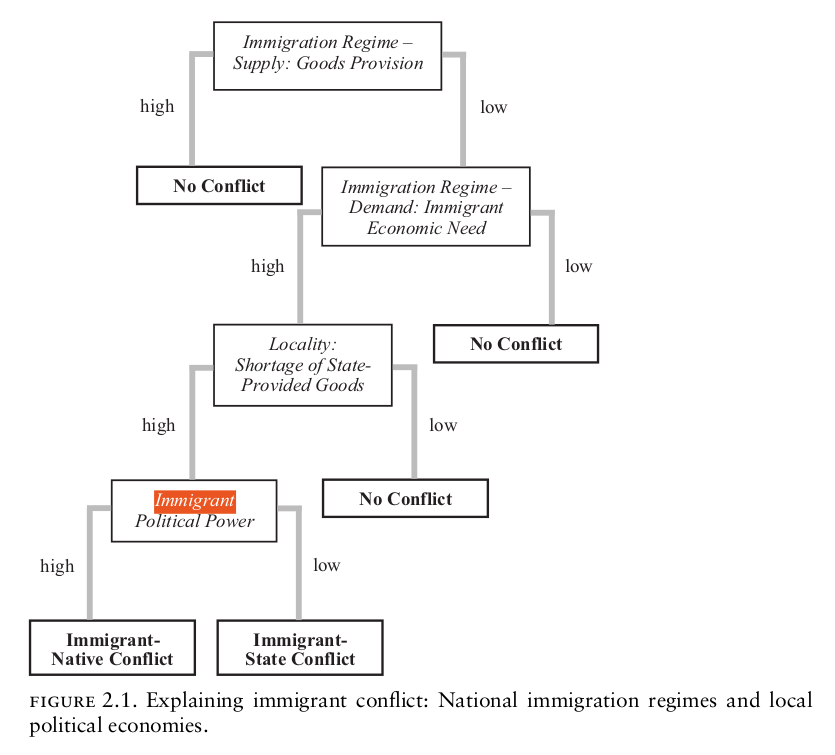 Immigration Regime –
Supply: Goods Provision
high
low
No Conflict
Immigration Regime –
Demand: Immigrant
Economic Need
high
low
Locality:
Shortage of State-
Provided Goods
No Conflict
high
low
Immigrant
Political Power
No Conflict
high
low
Immigrant-
Native Conflict
Immigrant-
State Conflict
FIGURE 2.1. Explaining immigrant conflict: National immigration regimes and local
political economies.